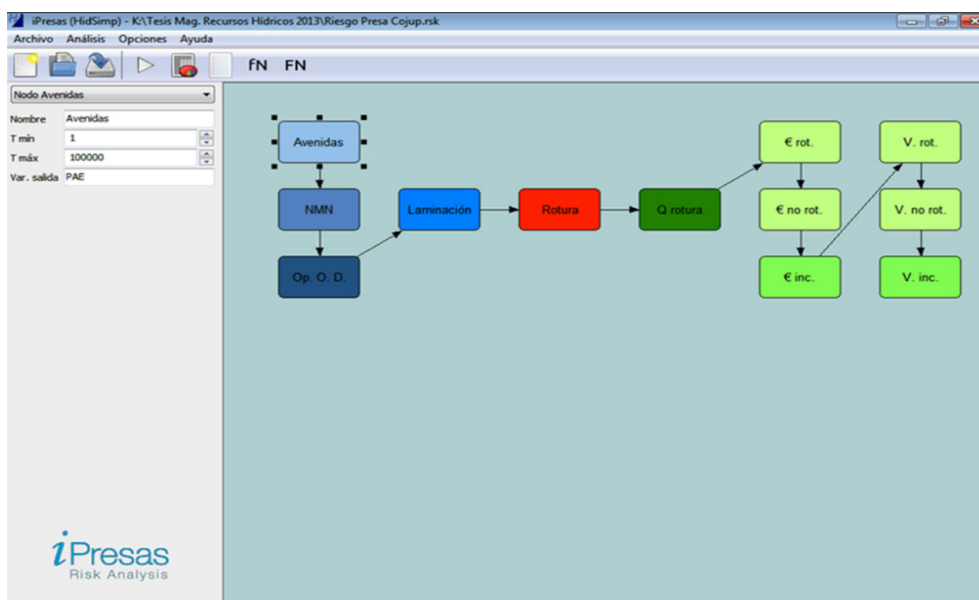 iPresas (HidSimp) - K:\Tesis Mag. Recursos Hídricos 2013\Riesgo Presa Cojup.rsk
Archivo Análisis Opciones Ayuda
fN FN
Nodo Avenidas
Nombre Avenidas
T mín 1
T máx 100000
Var. salida PAE
Avenidas
NMN
Op. O. D.
Laminación
Rotura
Q rotura
€ rot.
€ no rot.
€ inc.
V. rot.
V. no rot.
V. inc.
iPresas
Risk Analysis